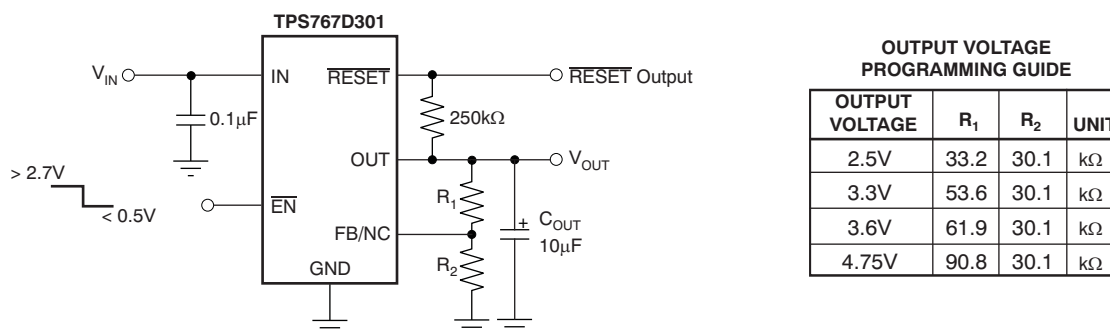 TPS767D301
V_IN
IN
RESET
RESET Output
0.1μF
250kΩ
OUT
V_OUT
> 2.7V
< 0.5V
EN
R_1
C_OUT
+
10μF
FB/NC
R_2
GND
OUTPUT VOLTAGE
PROGRAMMING GUIDE
OUTPUT
VOLTAGE R_1 R_2 UNIT
2.5V 33.2 30.1 kΩ
3.3V 53.6 30.1 kΩ
3.6V 61.9 30.1 kΩ
4.75V 90.8 30.1 kΩ